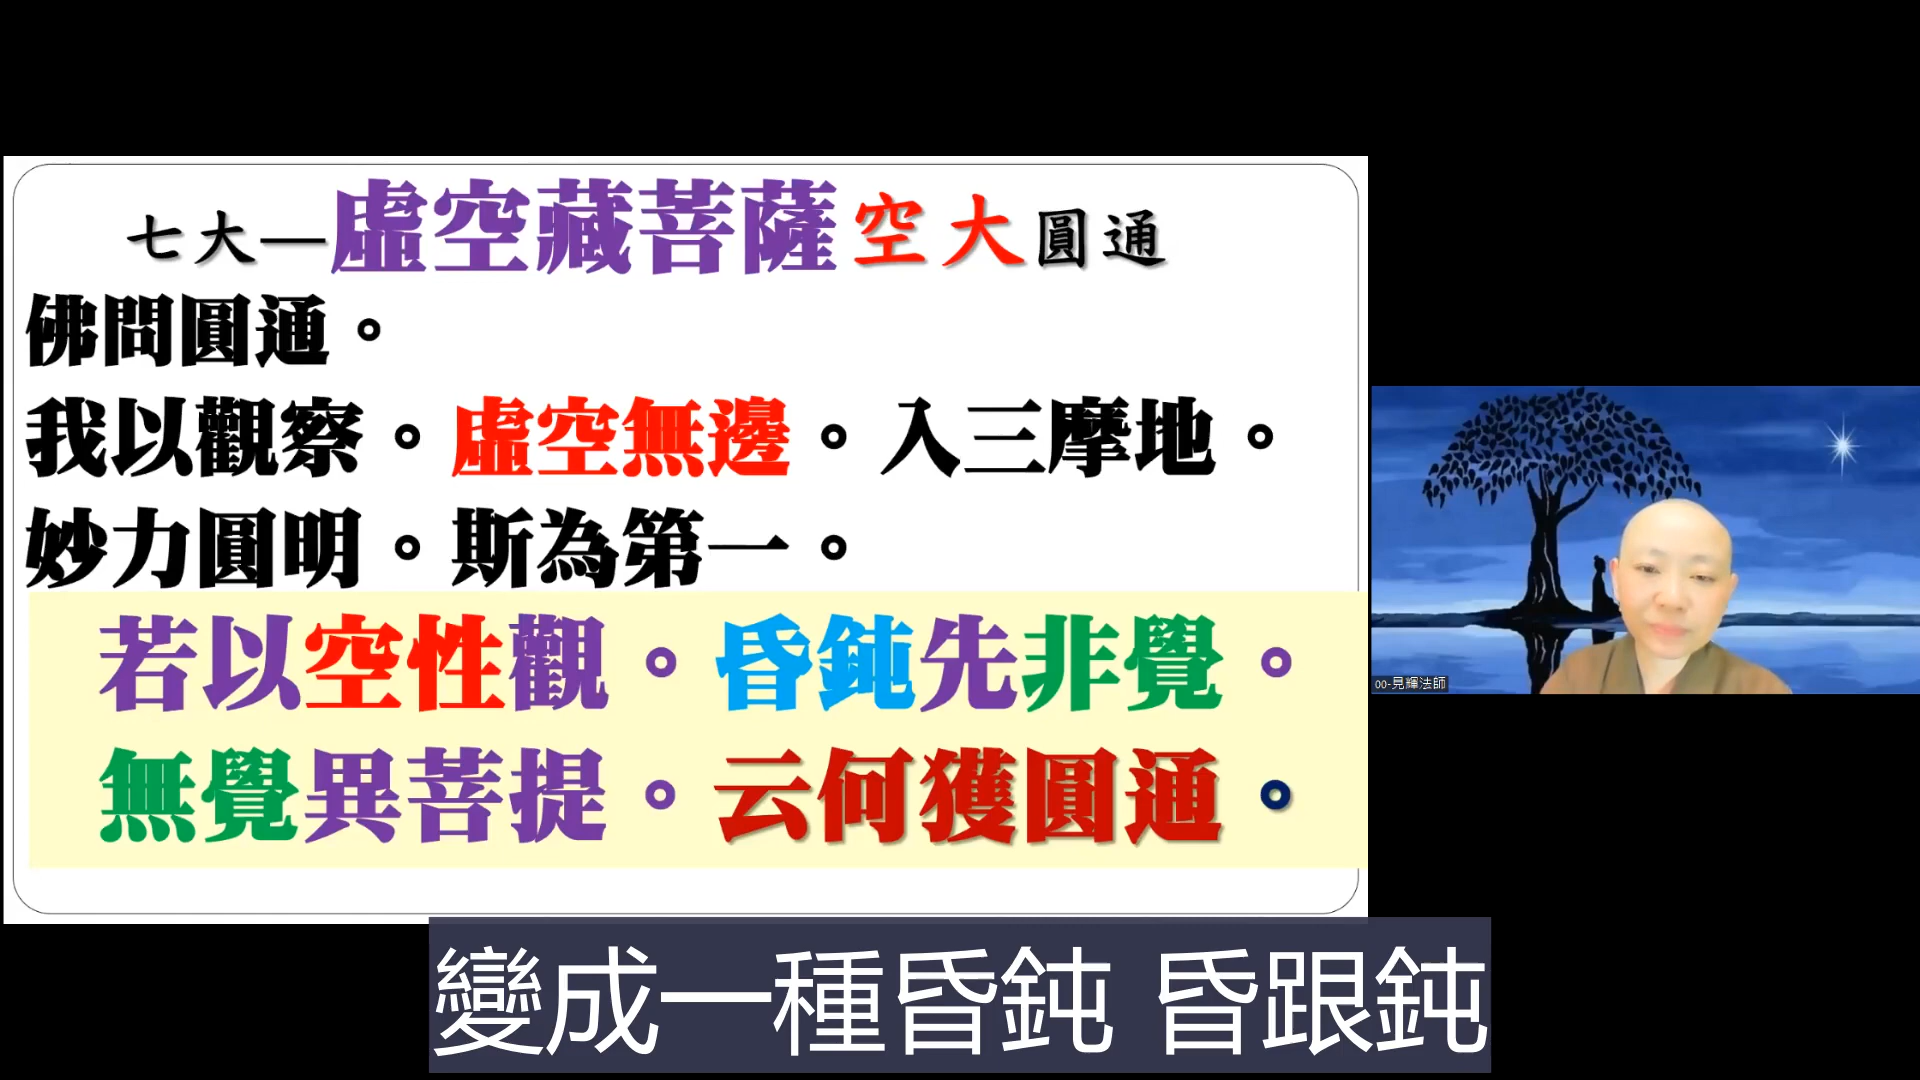 七大—虛空藏菩薩空大圓通
佛問圓通。
我以觀察。虛空無邊。入三摩地。
妙力圓明。斯為第一。
若以空性觀。昏鈍先非覺。
無覺異菩提。云何獲圓通。
00-見輝法師
變成一種昏鈍 昏跟鈍